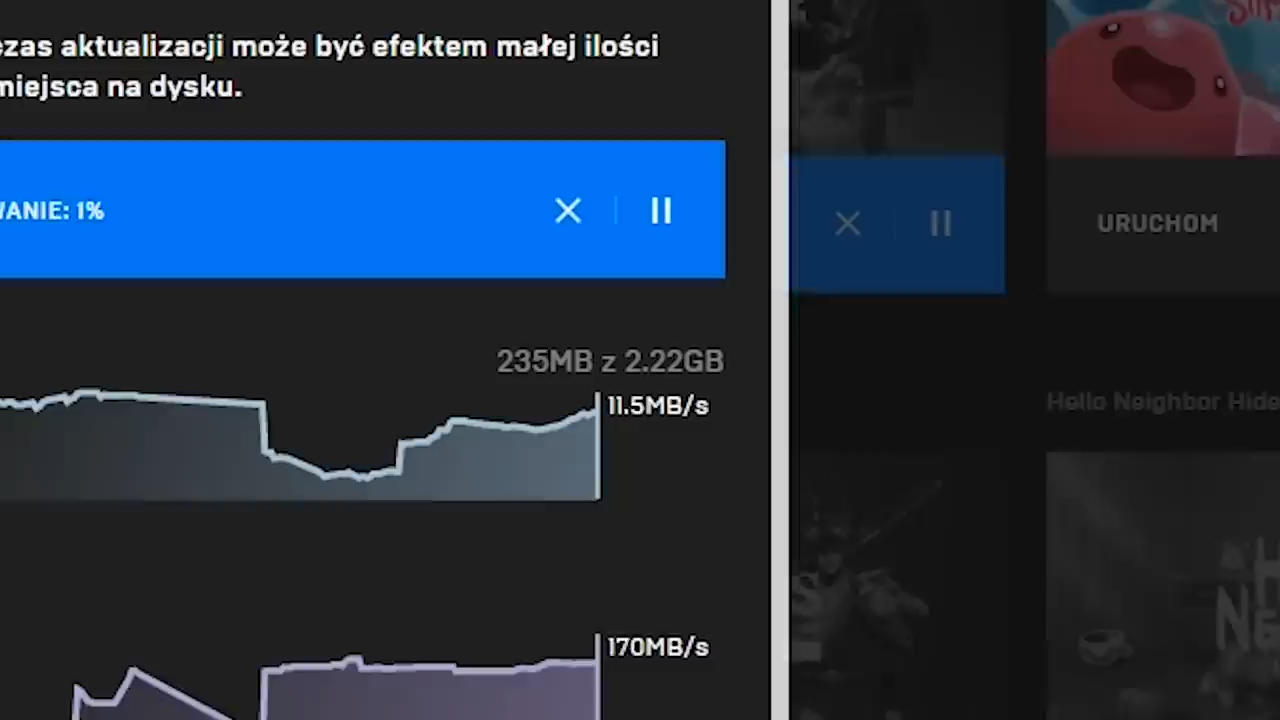 czas aktualizacji może być efektem małej ilości
miejsca na dysku.
WANIE: 1%
URUCHOM
235MB z 2.22GB
11.5MB/s
Hello Neighbor Hide
170MB/s